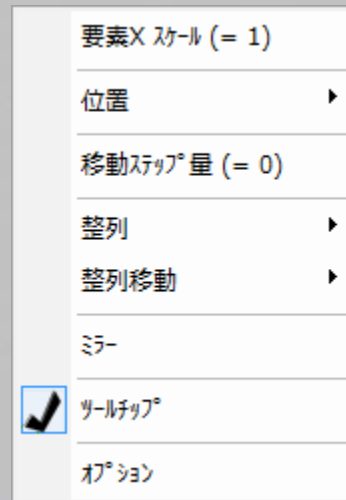 要素X ｽｹｰﾙ (= 1)
位置
移動ｽﾃｯﾌﾟ量 (= 0)
整列
整列移動
ﾐﾗｰ
ﾂｰﾙﾁｯﾌﾟ
ｵﾌﾟｼｮﾝ